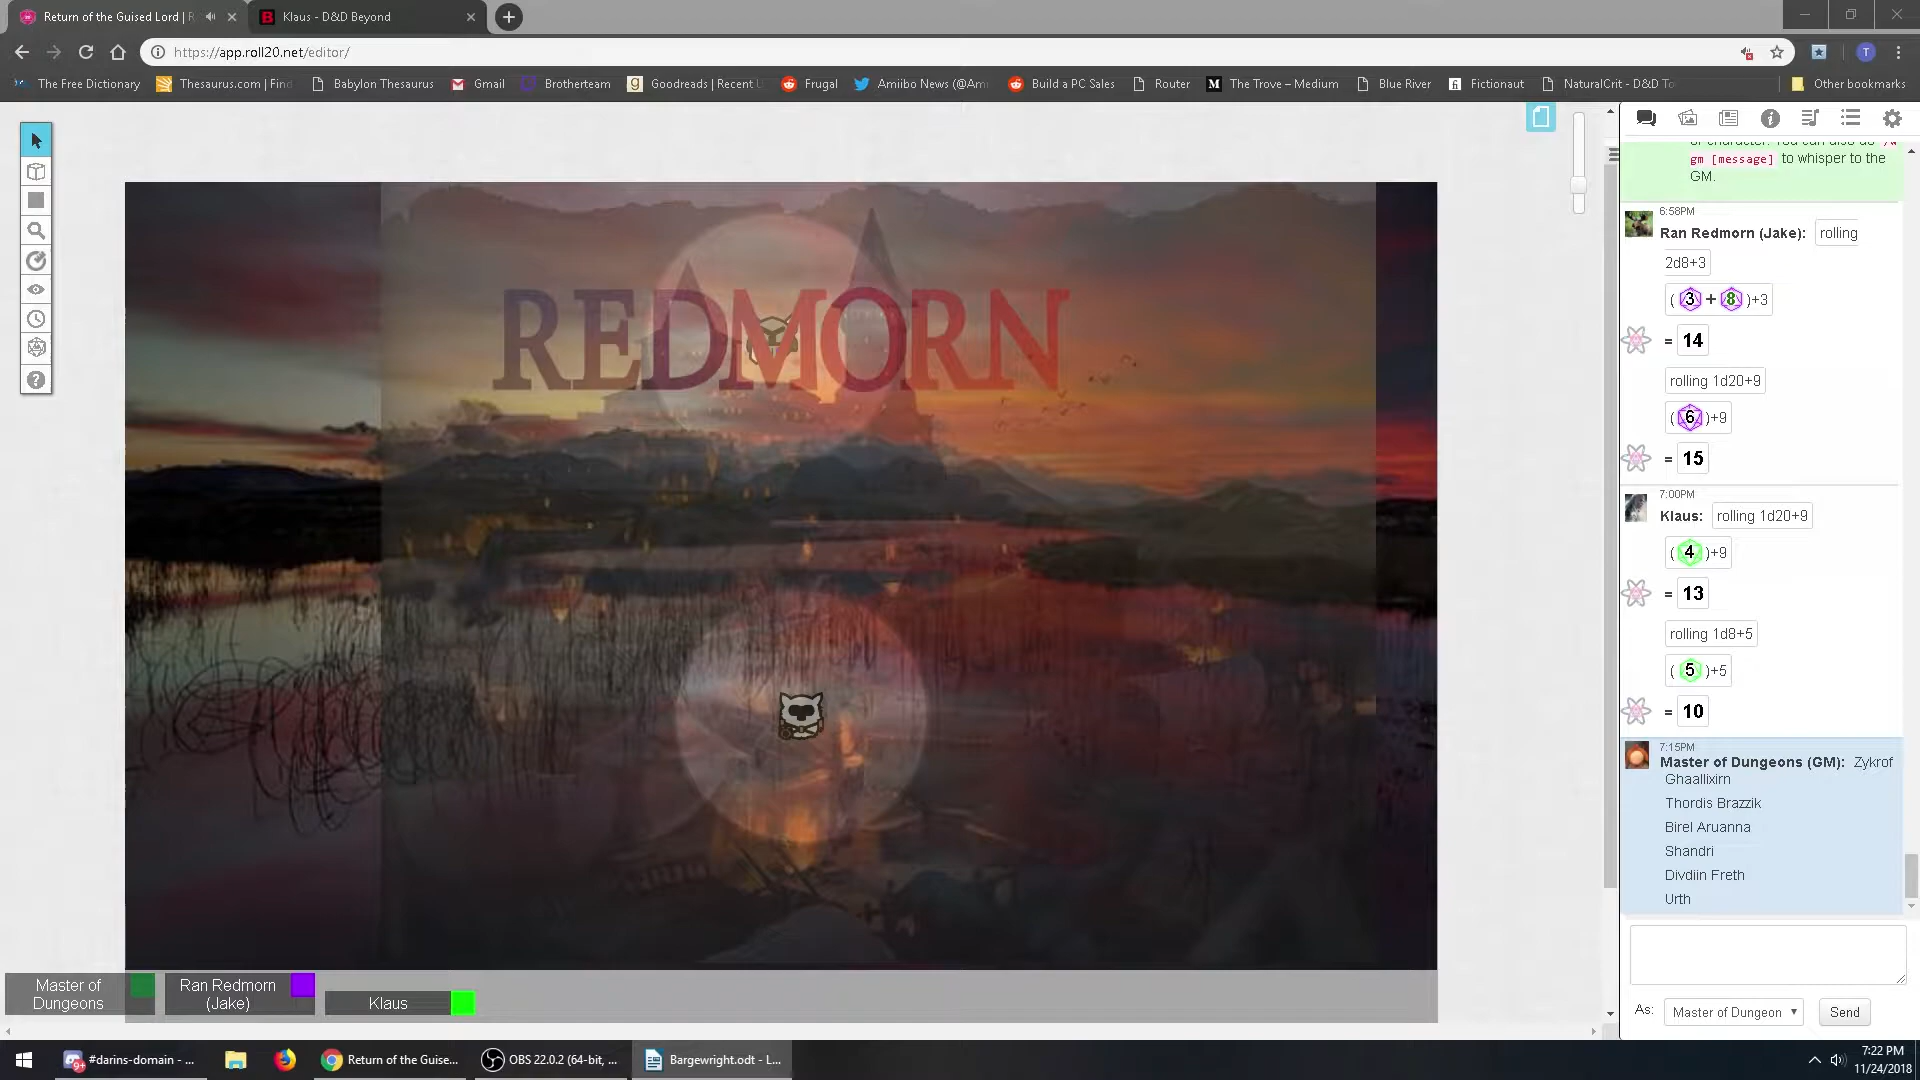 Return of the Guised Lord | R
Klaus - D&D Beyond
https://app.roll20.net/editor/
The Free Dictionary
Thesaurus.com | Find
Babylon Thesaurus
Gmail
Brotherteam
Goodreads | Recent U
Frugal
Amiibo News (@Ami
Build a PC Sales
Router
The Trove – Medium
Blue River
Fictionaut
NaturalCrit - D&D To
Other bookmarks
gm [message] to whisper to the
GM.
6:58PM
Ran Redmorn (Jake): rolling
2d8+3
(3+8)+3
= 14
rolling 1d20+9
(6)+9
= 15
7:00PM
Klaus: rolling 1d20+9
(4)+9
= 13
rolling 1d8+5
(5)+5
= 10
7:15PM
Master of Dungeons (GM): Zykrof
Ghaallixirn
Thordis Brazzik
Birel Aruanna
Shandri
Divdiin Freth
Urth
REDMORN
Master of
Dungeons
Ran Redmorn
(Jake)
Klaus
As: Master of Dungeon Send
#darins-domain - ...
Return of the Guise...
OBS 22.0.2 (64-bit, ...
Bargewright.odt - L...
7:22 PM
11/24/2018